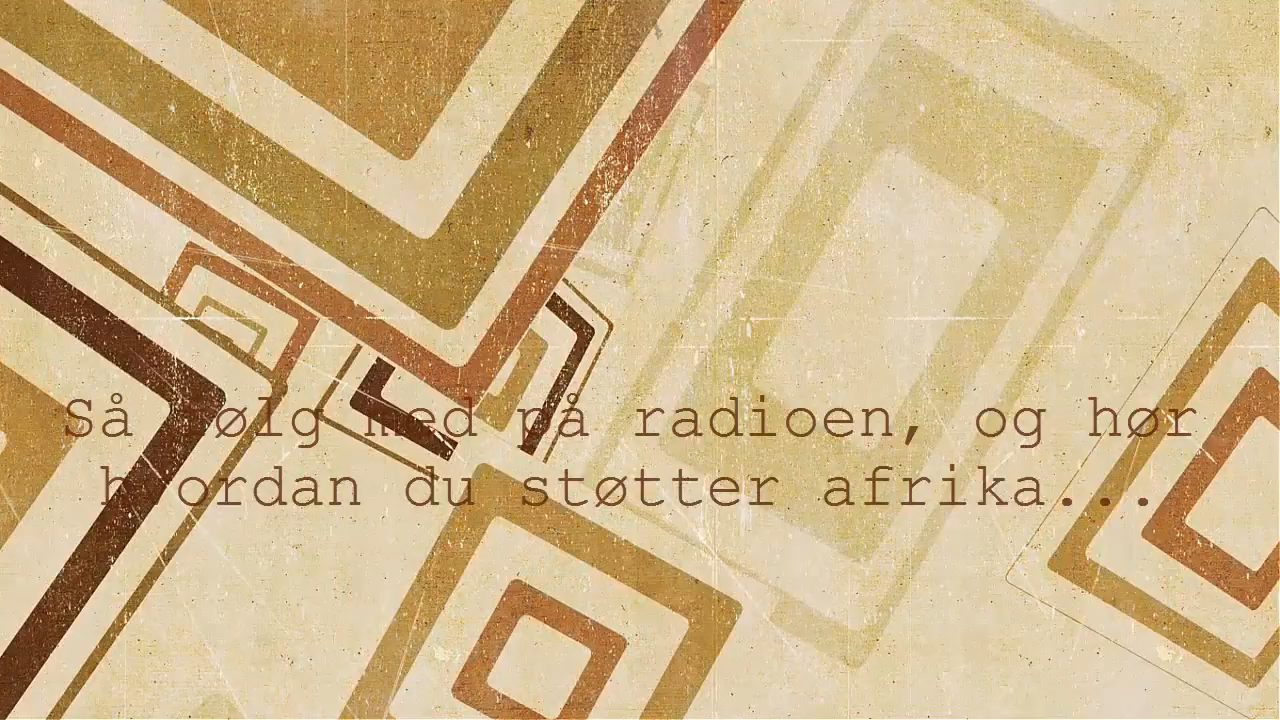 Så følg med på radioen, og hør
hvordan du støtter afrika...